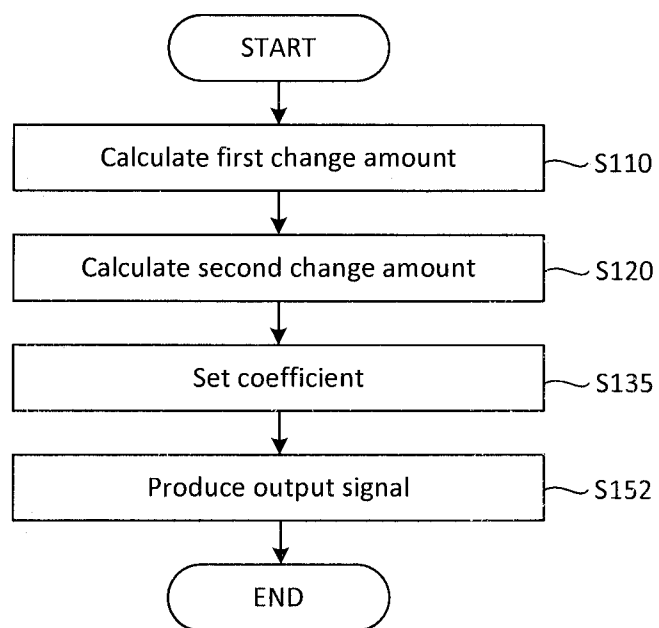 START
Calculate first change amount
S110
Calculate second change amount
S120
Set coefficient
S135
Produce output signal
S152
END